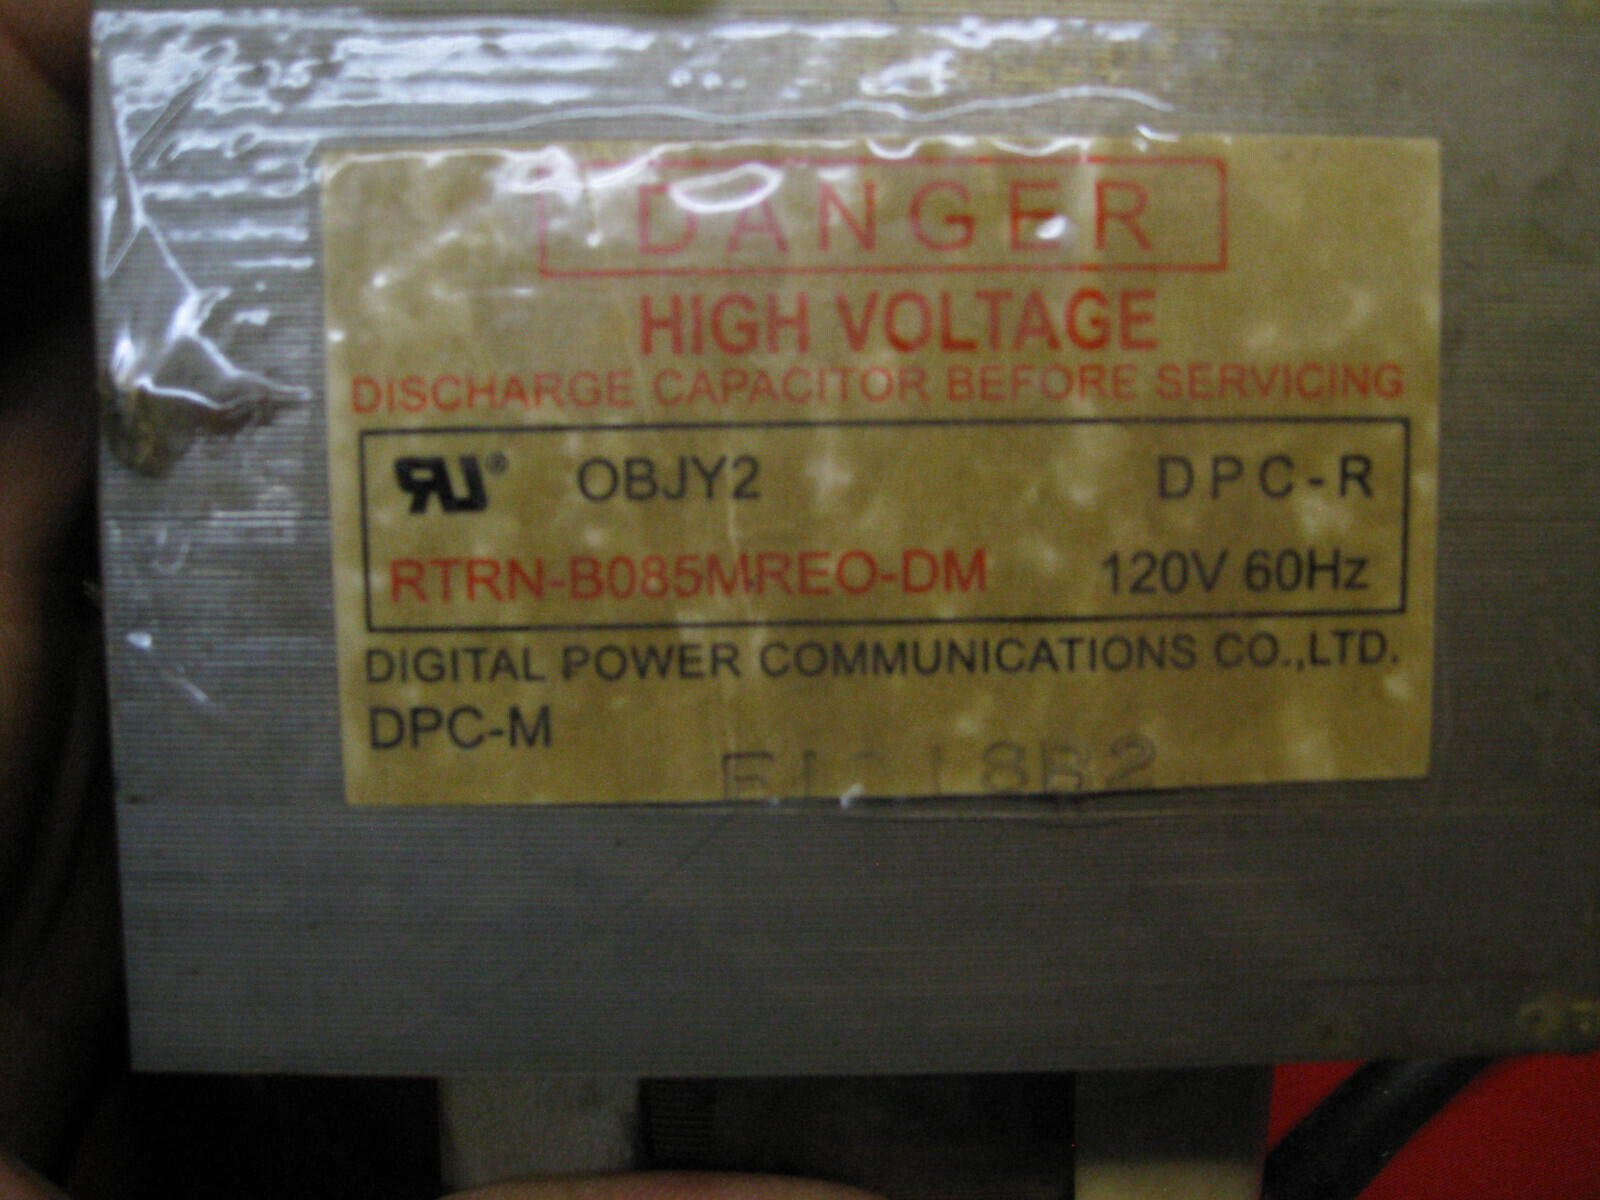 DANGER
HIGH VOLTAGE
DISCHARGE CAPACITOR BEFORE SERVICING
RU® OBJY2 DPC-R
RTRN-B085MREO-DM 120V 60Hz
DIGITAL POWER COMMUNICATIONS CO.,LTD.
DPC-M